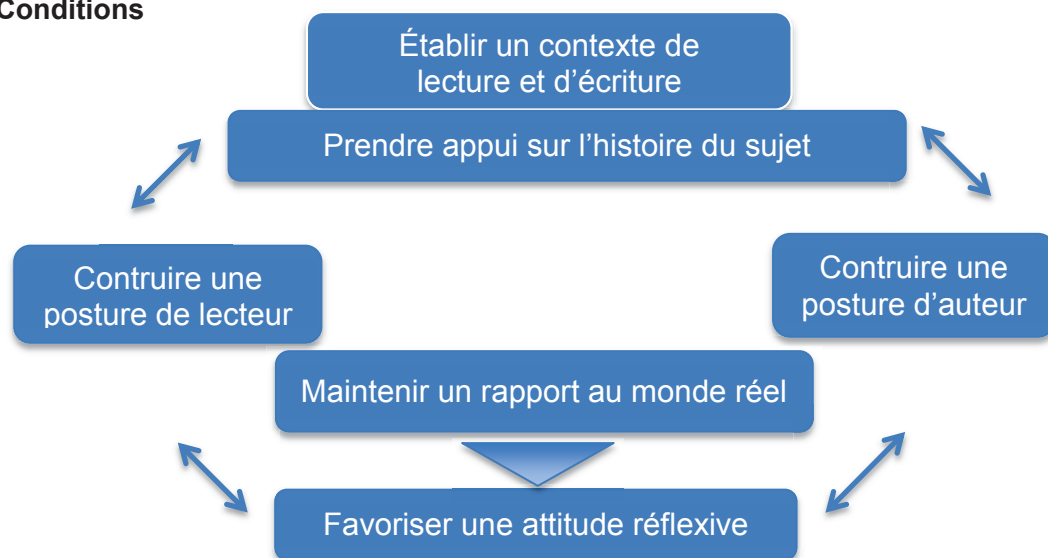 Conditions
Établir un contexte de
lecture et d’écriture
Prendre appui sur l’histoire du sujet
Contruire une
posture de lecteur
Contruire une
posture d’auteur
Maintenir un rapport au monde réel
Favoriser une attitude réflexive